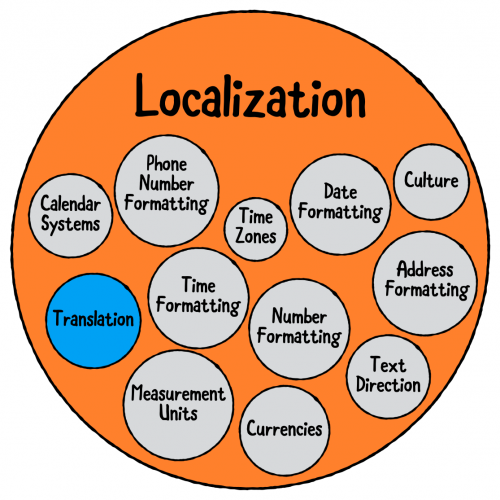 Localization
Phone
Number
Formatting
Calendar
Systems
Time
Zones
Date
Formatting
Culture
Translation
Time
Formatting
Number
Formatting
Address
Formatting
Measurement
Units
Currencies
Text
Direction